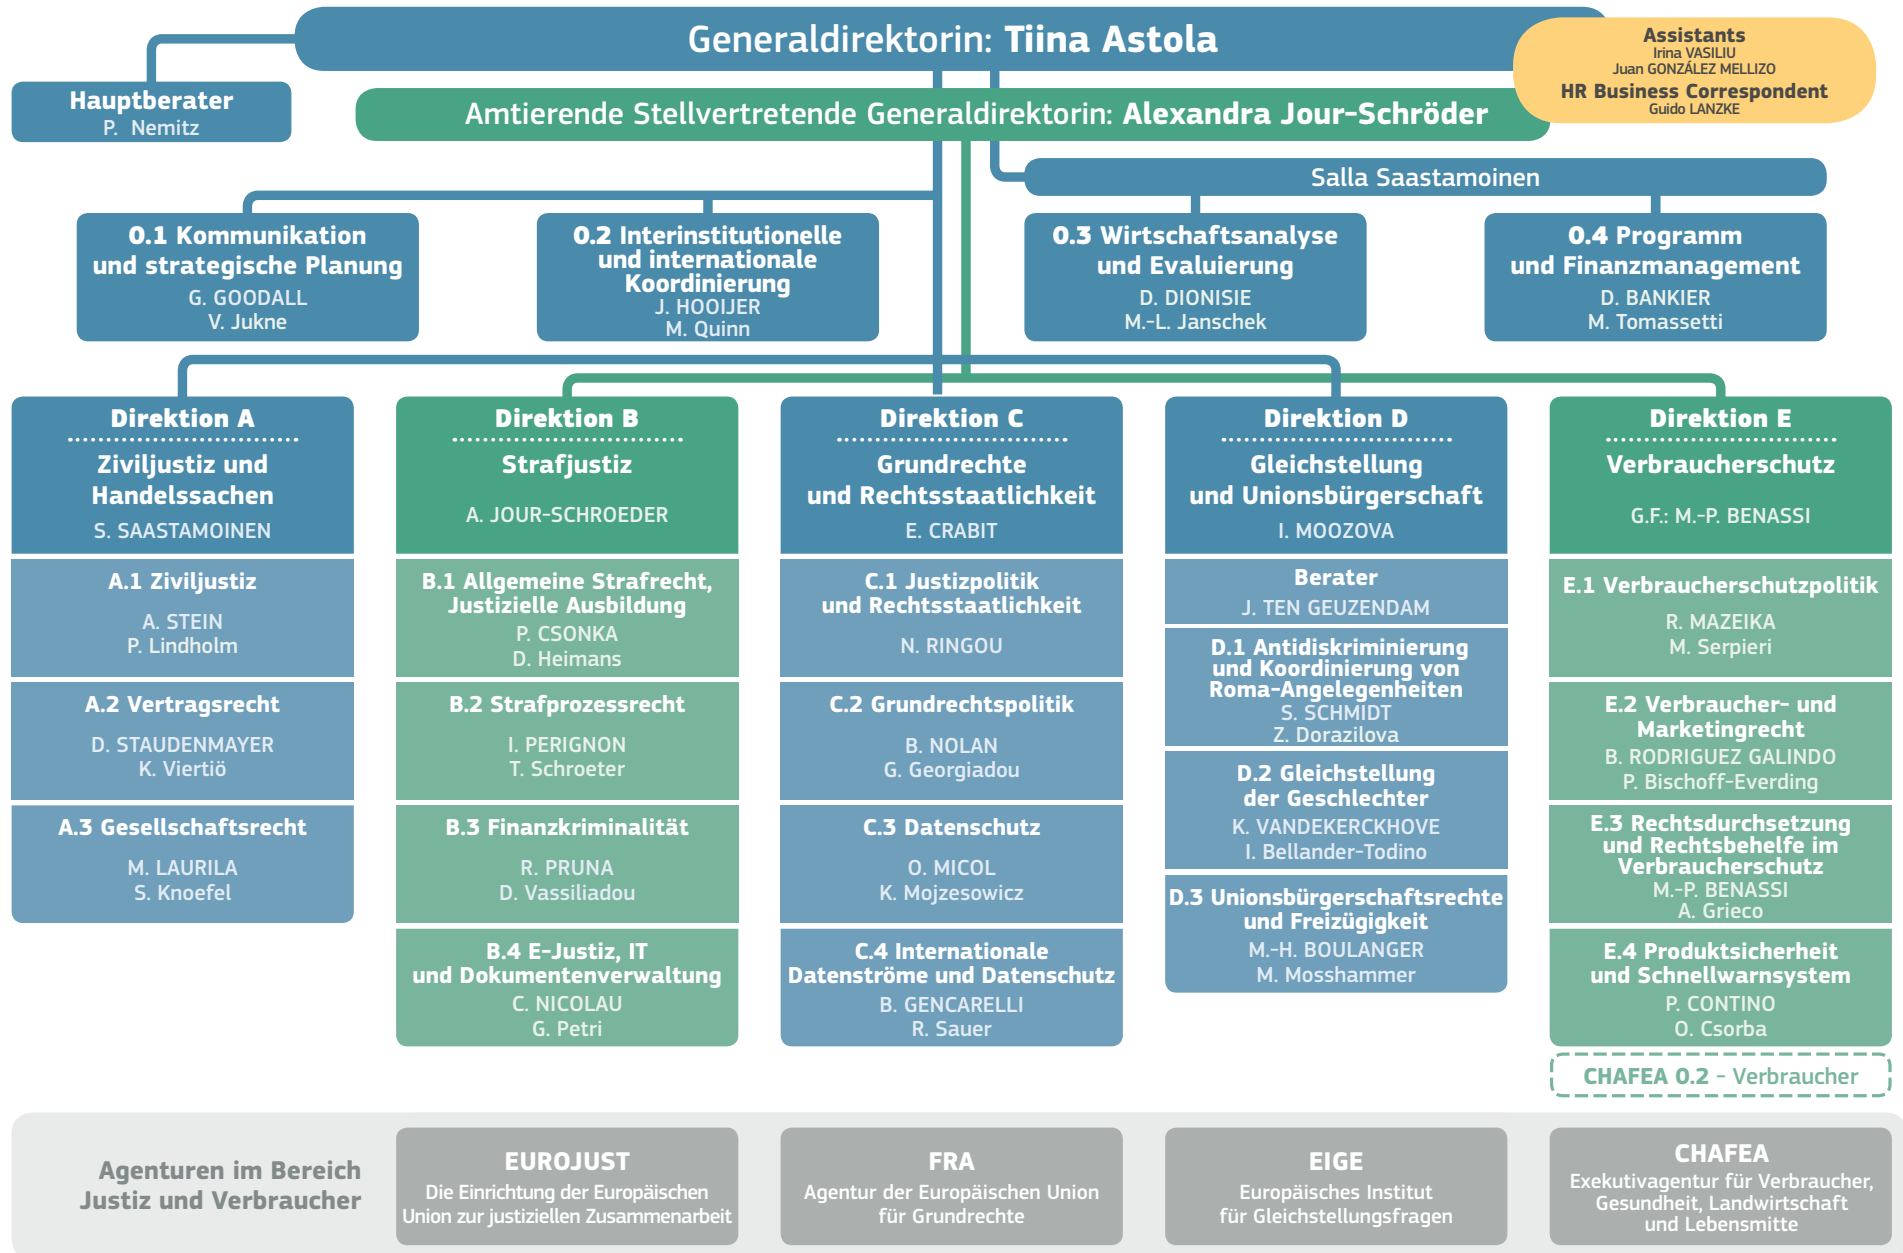 Generaldirektorin: Tiina Astola
Assistants
Irina VASILIU
Juan GONZÁLEZ MELLIZO
HR Business Correspondent
Guido LANZKE
Hauptberater
P. Nemitz
Amtierende Stellvertretende Generaldirektorin: Alexandra Jour-Schröder
Salla Saastamoinen
0.1 Kommunikation
und strategische Planung
G. GOODALL
V. Jukne
0.2 Interinstitutionelle
und internationale
Koordinierung
J. HOOIJER
M. Quinn
0.3 Wirtschaftsanalyse
und Evaluierung
D. DIONISIE
M.-L. Janschek
0.4 Programm
und Finanzmanagement
D. BANKIER
M. Tomassetti
Direktion A
Ziviljustiz und
Handelssachen
S. SAASTAMOINEN
A.1 Ziviljustiz
A. STEIN
P. Lindholm
A.2 Vertragsrecht
D. STAUDENMAYER
K. Viertiö
A.3 Gesellschaftsrecht
M. LAURILA
S. Knoefel
Direktion B
Strafjustiz
A. JOUR-SCHROEDER
B.1 Allgemeine Strafrecht,
Justizielle Ausbildung
P. CSONKA
D. Heimans
B.2 Strafprozessrecht
I. PERIGNON
T. Schroeter
B.3 Finanzkriminalität
R. PRUNA
D. Vassiliadou
B.4 E-Justiz, IT
und Dokumentenverwaltung
C. NICOLAU
G. Petri
Direktion C
Grundrechte
und Rechtsstaatlichkeit
E. CRABIT
C.1 Justizpolitik
und Rechtsstaatlichkeit
N. RINGOU
C.2 Grundrechtspolitik
B. NOLAN
G. Georgiadou
C.3 Datenschutz
O. MICOL
K. Mojzesowicz
C.4 Internationale
Datenströme und Datenschutz
B. GENCARELLI
R. Sauer
Direktion D
Gleichstellung
und Unionsbürgerschaft
I. MOOZOVA
Berater
J. TEN GEUZENDAM
D.1 Antidiskriminierung
und Koordinierung von
Roma-Angelegenheiten
S. SCHMIDT
Z. Dorazilova
D.2 Gleichstellung
der Geschlechter
K. VANDEKERCKHOVE
I. Bellander-Todino
D.3 Unionsbürgerschaftsrechte
und Freizügigkeit
M.-H. BOULANGER
M. Mosshammer
Direktion E
Verbraucherschutz
G.F.: M.-P. BENASSI
E.1 Verbraucherschutzpolitik
R. MAZEIKA
M. Serpieri
E.2 Verbraucher- und
Marketingrecht
B. RODRIGUEZ GALINDO
P. Bischoff-Everding
E.3 Rechtsdurchsetzung
und Rechtsbehelfe im
Verbraucherschutz
M.-P. BENASSI
A. Grieco
E.4 Produktsicherheit
und Schnellwarnsystem
P. CONTINO
O. Csorba
CHAFEA 0.2 - Verbraucher
Agenturen im Bereich
Justiz und Verbraucher
EUROJUST
Die Einrichtung der Europäischen
Union zur justiziellen Zusammenarbeit
FRA
Agentur der Europäischen Union
für Grundrechte
EIGE
Europäisches Institut
für Gleichstellungsfragen
CHAFEA
Exekutivagentur für Verbraucher,
Gesundheit, Landwirtschaft
und Lebensmitte